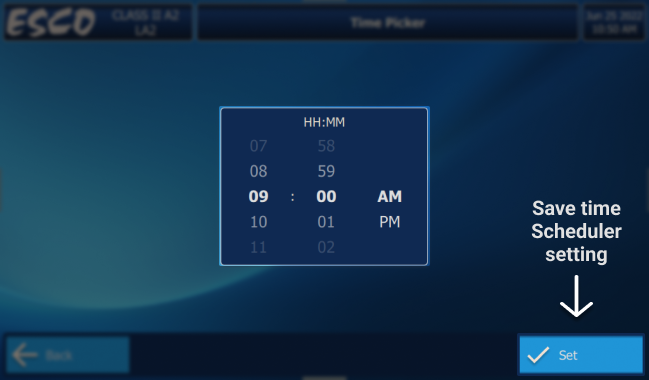 ESCO
CLASS II A2
LA2
Time Picker
Jun 25 2022
10:50 AM
HH:MM
07 58
08 59
09 : 00 AM
10 01 PM
11 02
Save time
Scheduler
setting
Back
Set